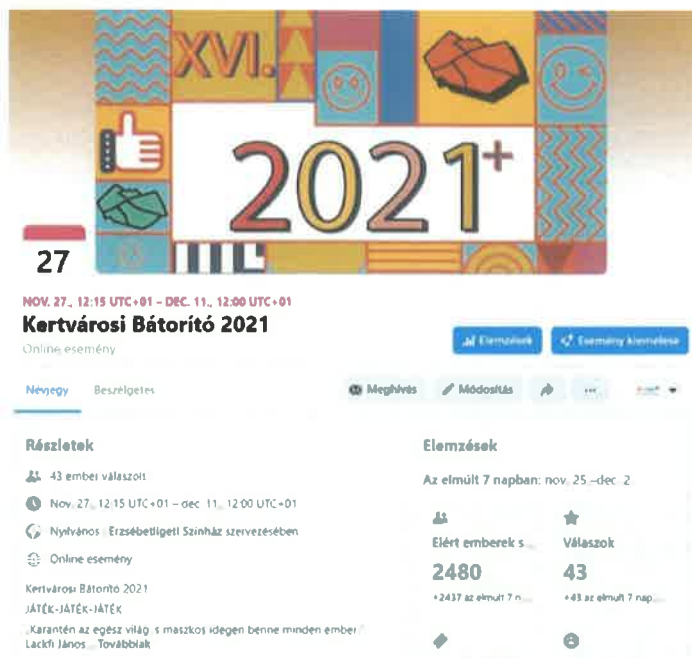 XVI.
2021+
27
NOV. 27., 12:15 UTC+01 – DEC. 11., 12:00 UTC+01
Kertvárosi Bátorító 2021
Online esemény
Elemzések
Esemény kiemelése
Névjegy
Beszélgetés
Meghívás
Módosítás
...
Részletek
43 ember válaszolt
Nov. 27., 12:15 UTC+01 – dec. 11., 12:00 UTC+01
Nyilvános · Erzsébetligeti Színház szervezésében
Online esemény
Kertvárosi Bátorító 2021
JÁTÉK-JÁTÉK-JÁTÉK
„Karantén az egész világ, s maszkos idegen benne minden ember."
Lackfi János... Továbbiak
Elemzések
Az elmúlt 7 napban: nov. 25.–dec. 2.
Elért emberek s...
2480
+2437 az elmúlt 7 n...
Válaszok
43
+43 az elmúlt 7 nap...